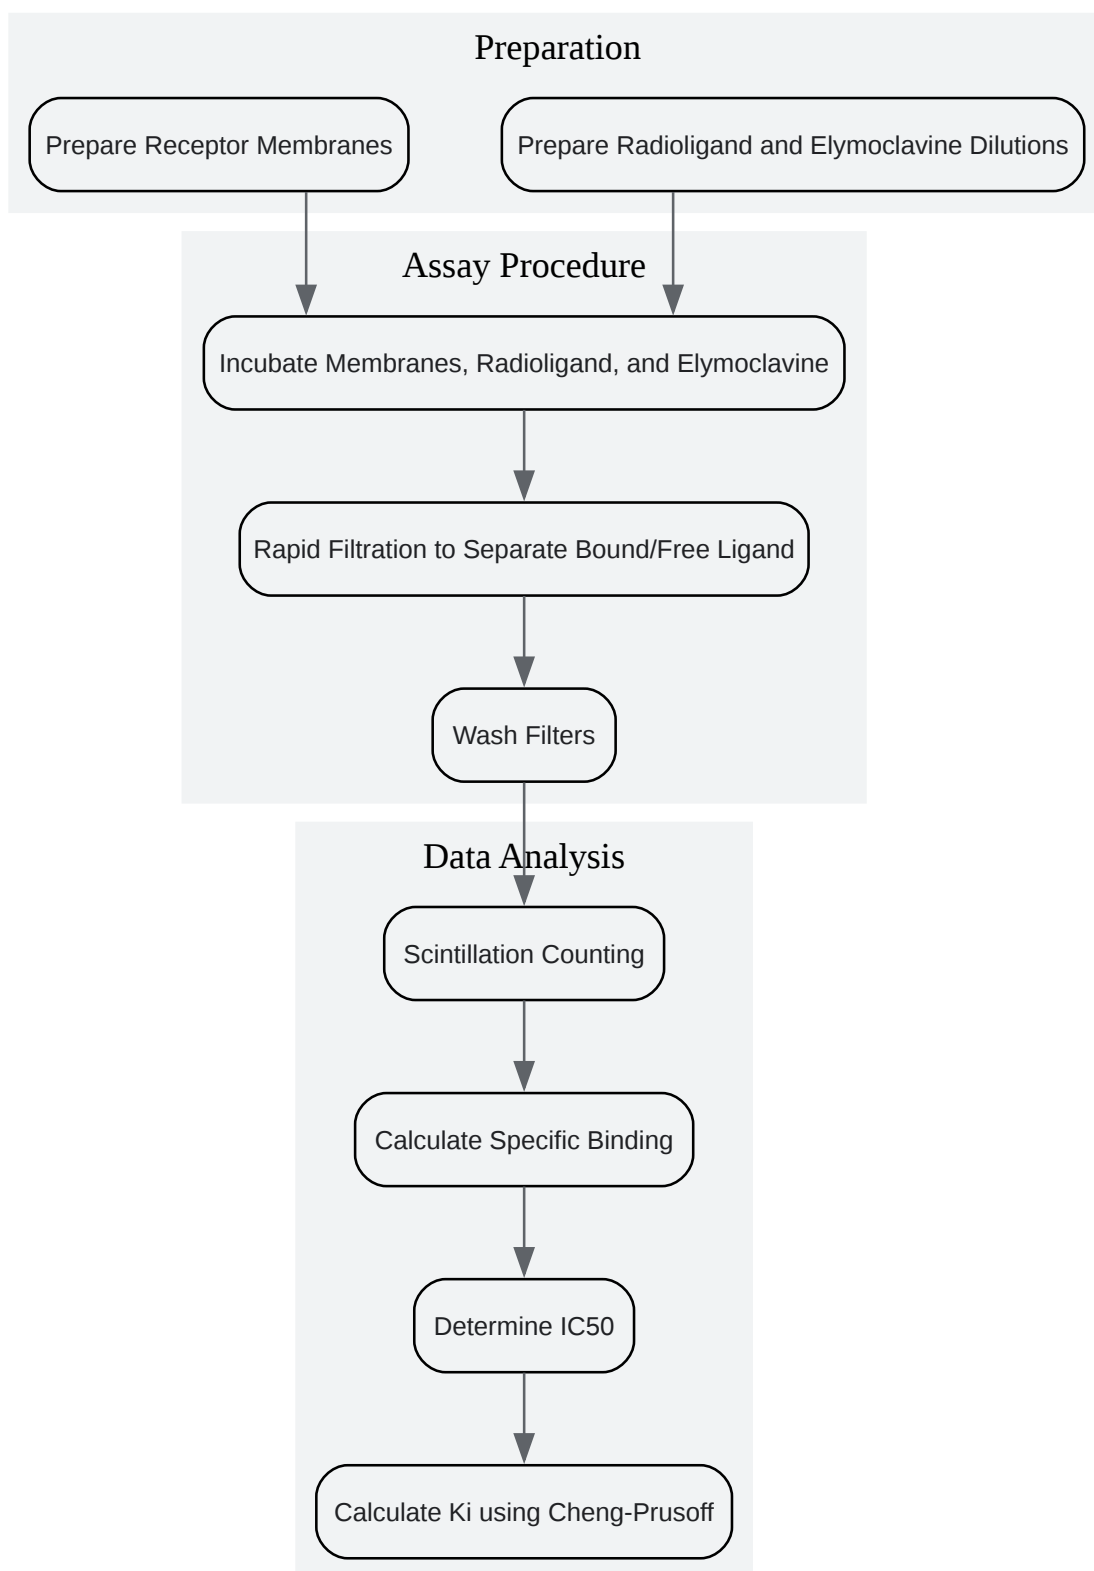 Preparation
Prepare Receptor Membranes
Prepare Radioligand and Elymoclavine Dilutions
Assay Procedure
Incubate Membranes, Radioligand, and Elymoclavine
Rapid Filtration to Separate Bound/Free Ligand
Wash Filters
Data Analysis
Scintillation Counting
Calculate Specific Binding
Determine IC50
Calculate Ki using Cheng-Prusoff